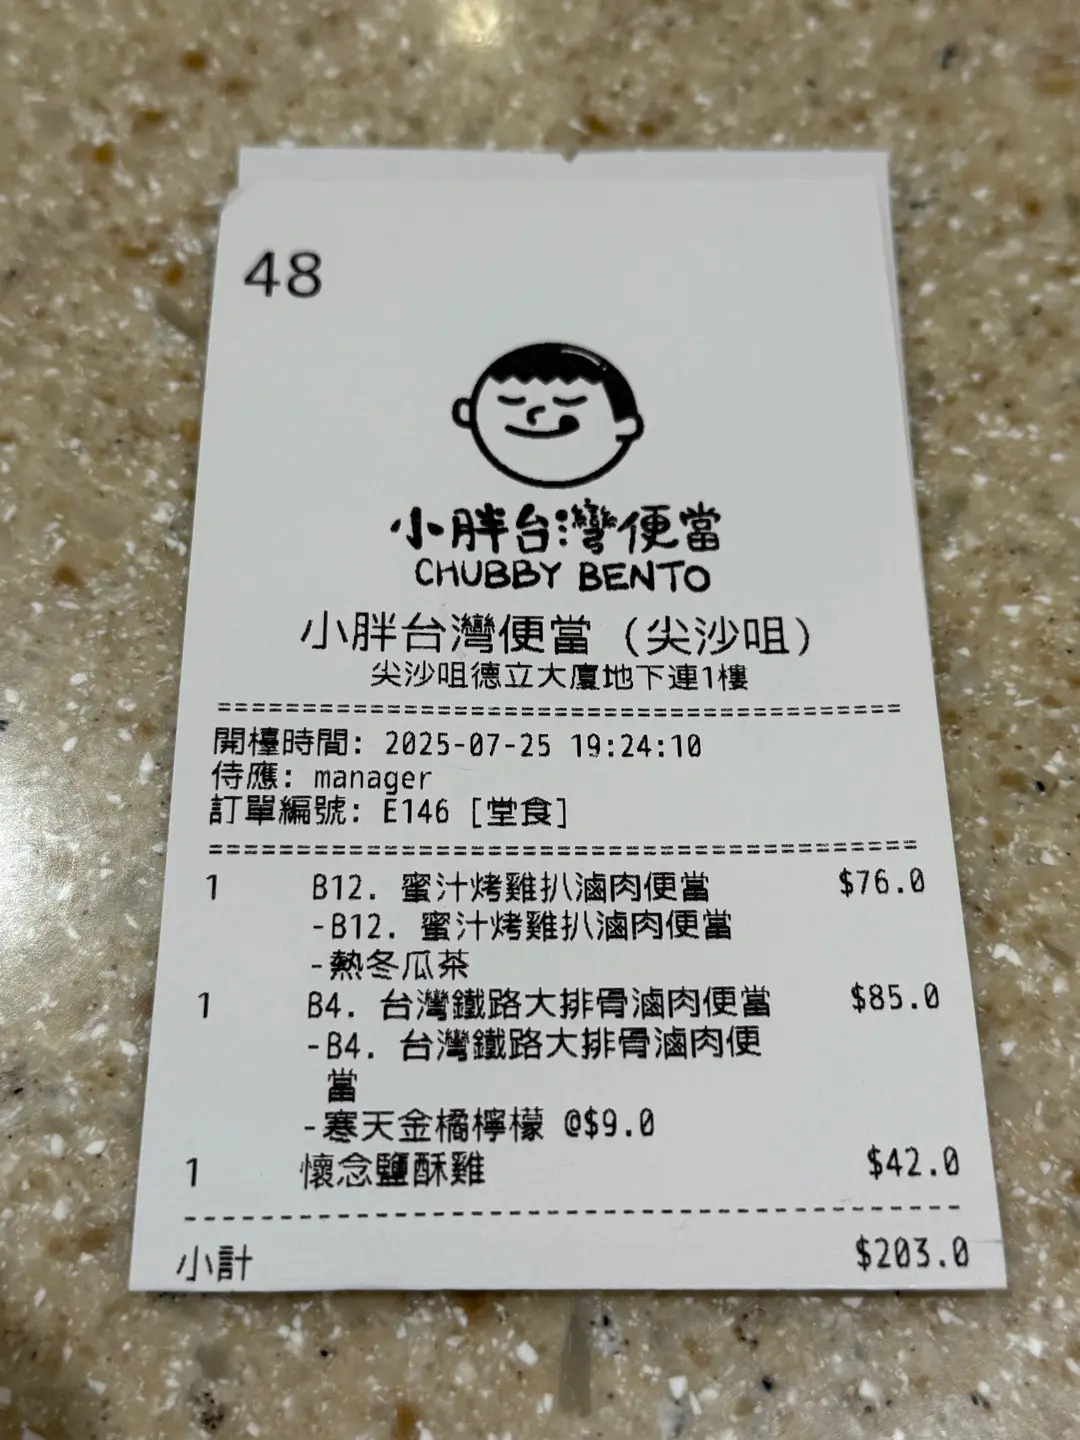 48
小胖台灣便當
CHUBBY BENTO
小胖台灣便當 (尖沙咀)
尖沙咀德立大廈地下連1樓
========================================
開檯時間: 2025-07-25 19:24:10
侍應: manager
訂單編號: E146 [堂食]
========================================
1 B12. 蜜汁烤雞扒滷肉便當 $76.0
-B12. 蜜汁烤雞扒滷肉便當
-熱冬瓜茶
1 B4. 台灣鐵路大排骨滷肉便當 $85.0
-B4. 台灣鐵路大排骨滷肉便
當
-寒天金橘檸檬 @$9.0
1 懷念鹽酥雞 $42.0
----------------------------------------
小計 $203.0